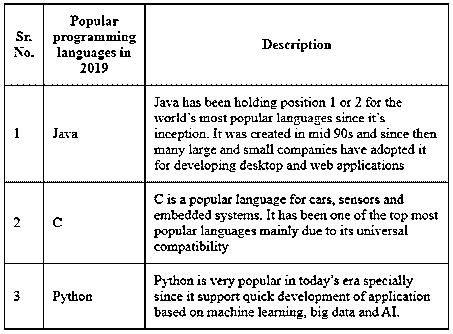 Sr. No.
Popular programming languages in 2019
Description
1
Java
Java has been holding position 1 or 2 for the
world's most popular languages since it's
inception. It was created in mid 90s and since then
many large and small companies have adopted it
for developing desktop and web applications
2
C
C is a popular language for cars, sensors and
embedded systems. It has been one of the top most
popular languages mainly due to its universal
compatibility
3
Python
Python is very popular in today's era specially
since it support quick development of application
based on machine learning, big data and AI.